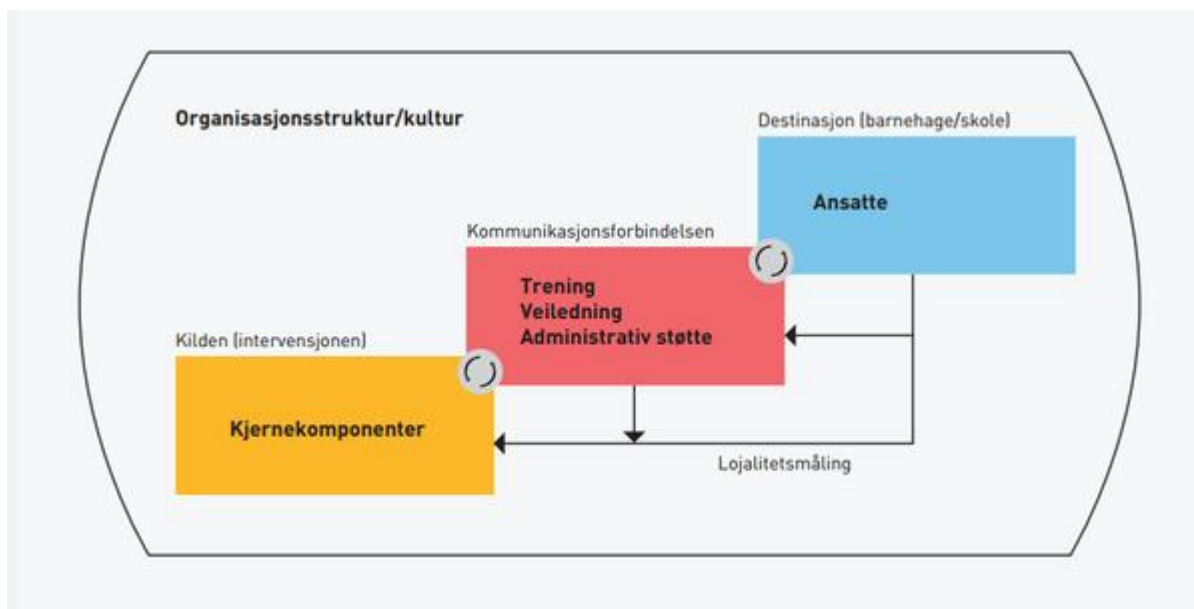 Organisasjonsstruktur/kultur
Destinasjon (barnehage/skole)
Ansatte
Kommunikasjonsforbindelsen
Trening
Veiledning
Administrativ støtte
Kilden (intervensjonen)
Kjernekomponenter
Lojalitetsmåling